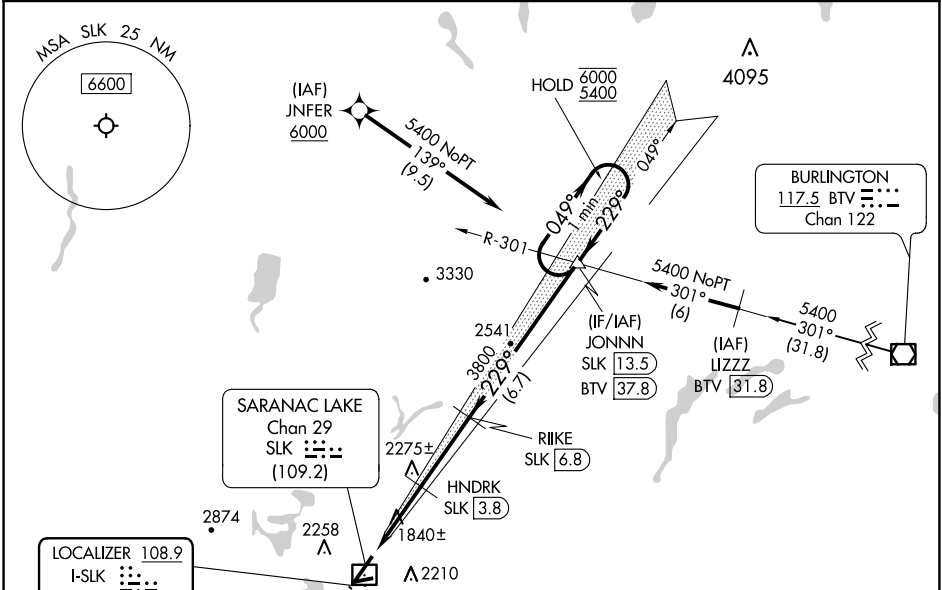 MSA SLK 25 NM
6600
(IAF)
JNFER
6000
5400 NoPT
139°
(9.5)
HOLD
6000
5400
4095
049°
1 min
229°
049°
R-301
3330
BURLINGTON
117.5 BTV
Chan 122
5400 NoPT
301°
(6)
5400
301°
(31.8)
(IF/IAF)
JONNN
SLK 13.5
BTV 37.8
(IAF)
LIZZZ
BTV 31.8
2541
3800
229°
(6.7)
RIIKE
SLK 6.8
SARANAC LAKE
Chan 29
SLK
(109.2)
2275±
HNDRK
SLK 3.8
2874
2258
1840±
2210
LOCALIZER 108.9
I-SLK